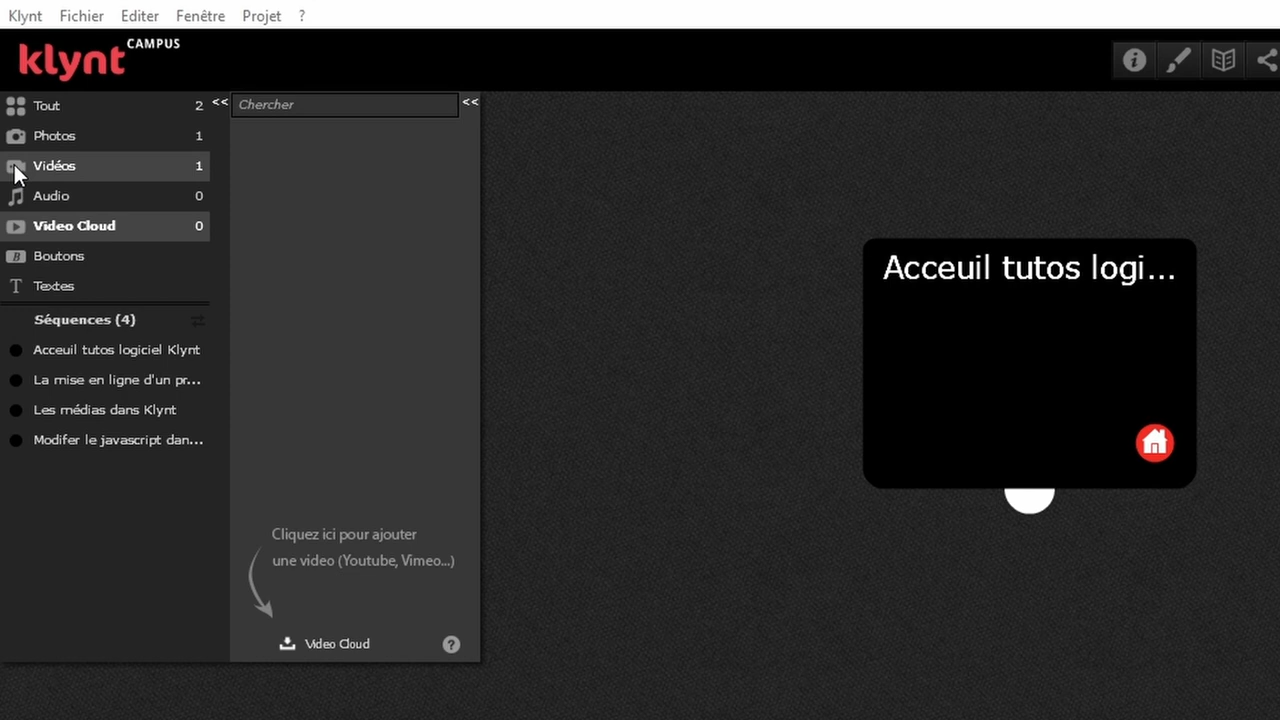 Klynt Fichier Editer Fenêtre Projet ?
klynt CAMPUS
Tout 2 << Chercher <<
Photos 1
Vidéos 1
Audio 0
Video Cloud 0
B Boutons
T Textes
Séquences (4)
Acceuil tutos logiciel Klynt
La mise en ligne d'un pr...
Les médias dans Klynt
Modifer le javascript dan...
Cliquez ici pour ajouter
une video (Youtube, Vimeo...)
Video Cloud ?
Acceuil tutos logi...